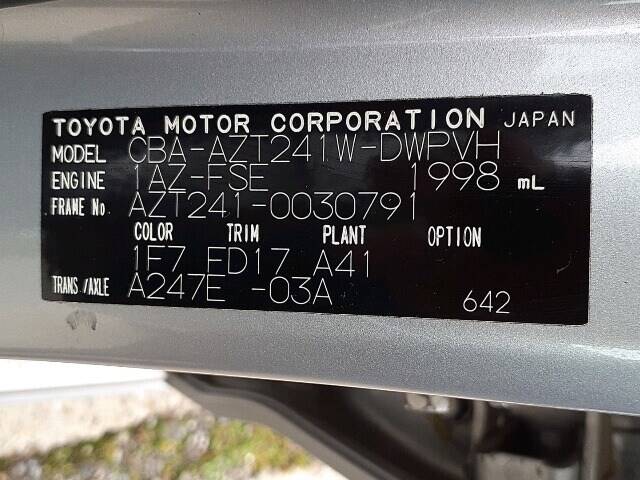 TOYOTA MOTOR CORPORATION JAPAN
MODEL CBA-AZT241W-DWPVH
ENGINE 1AZ-FSE 1998 mL
FRAME No AZT241-0030791
COLOR TRIM PLANT OPTION
1F7 FD17 A41
TRANS./AXLE A247E -03A 642